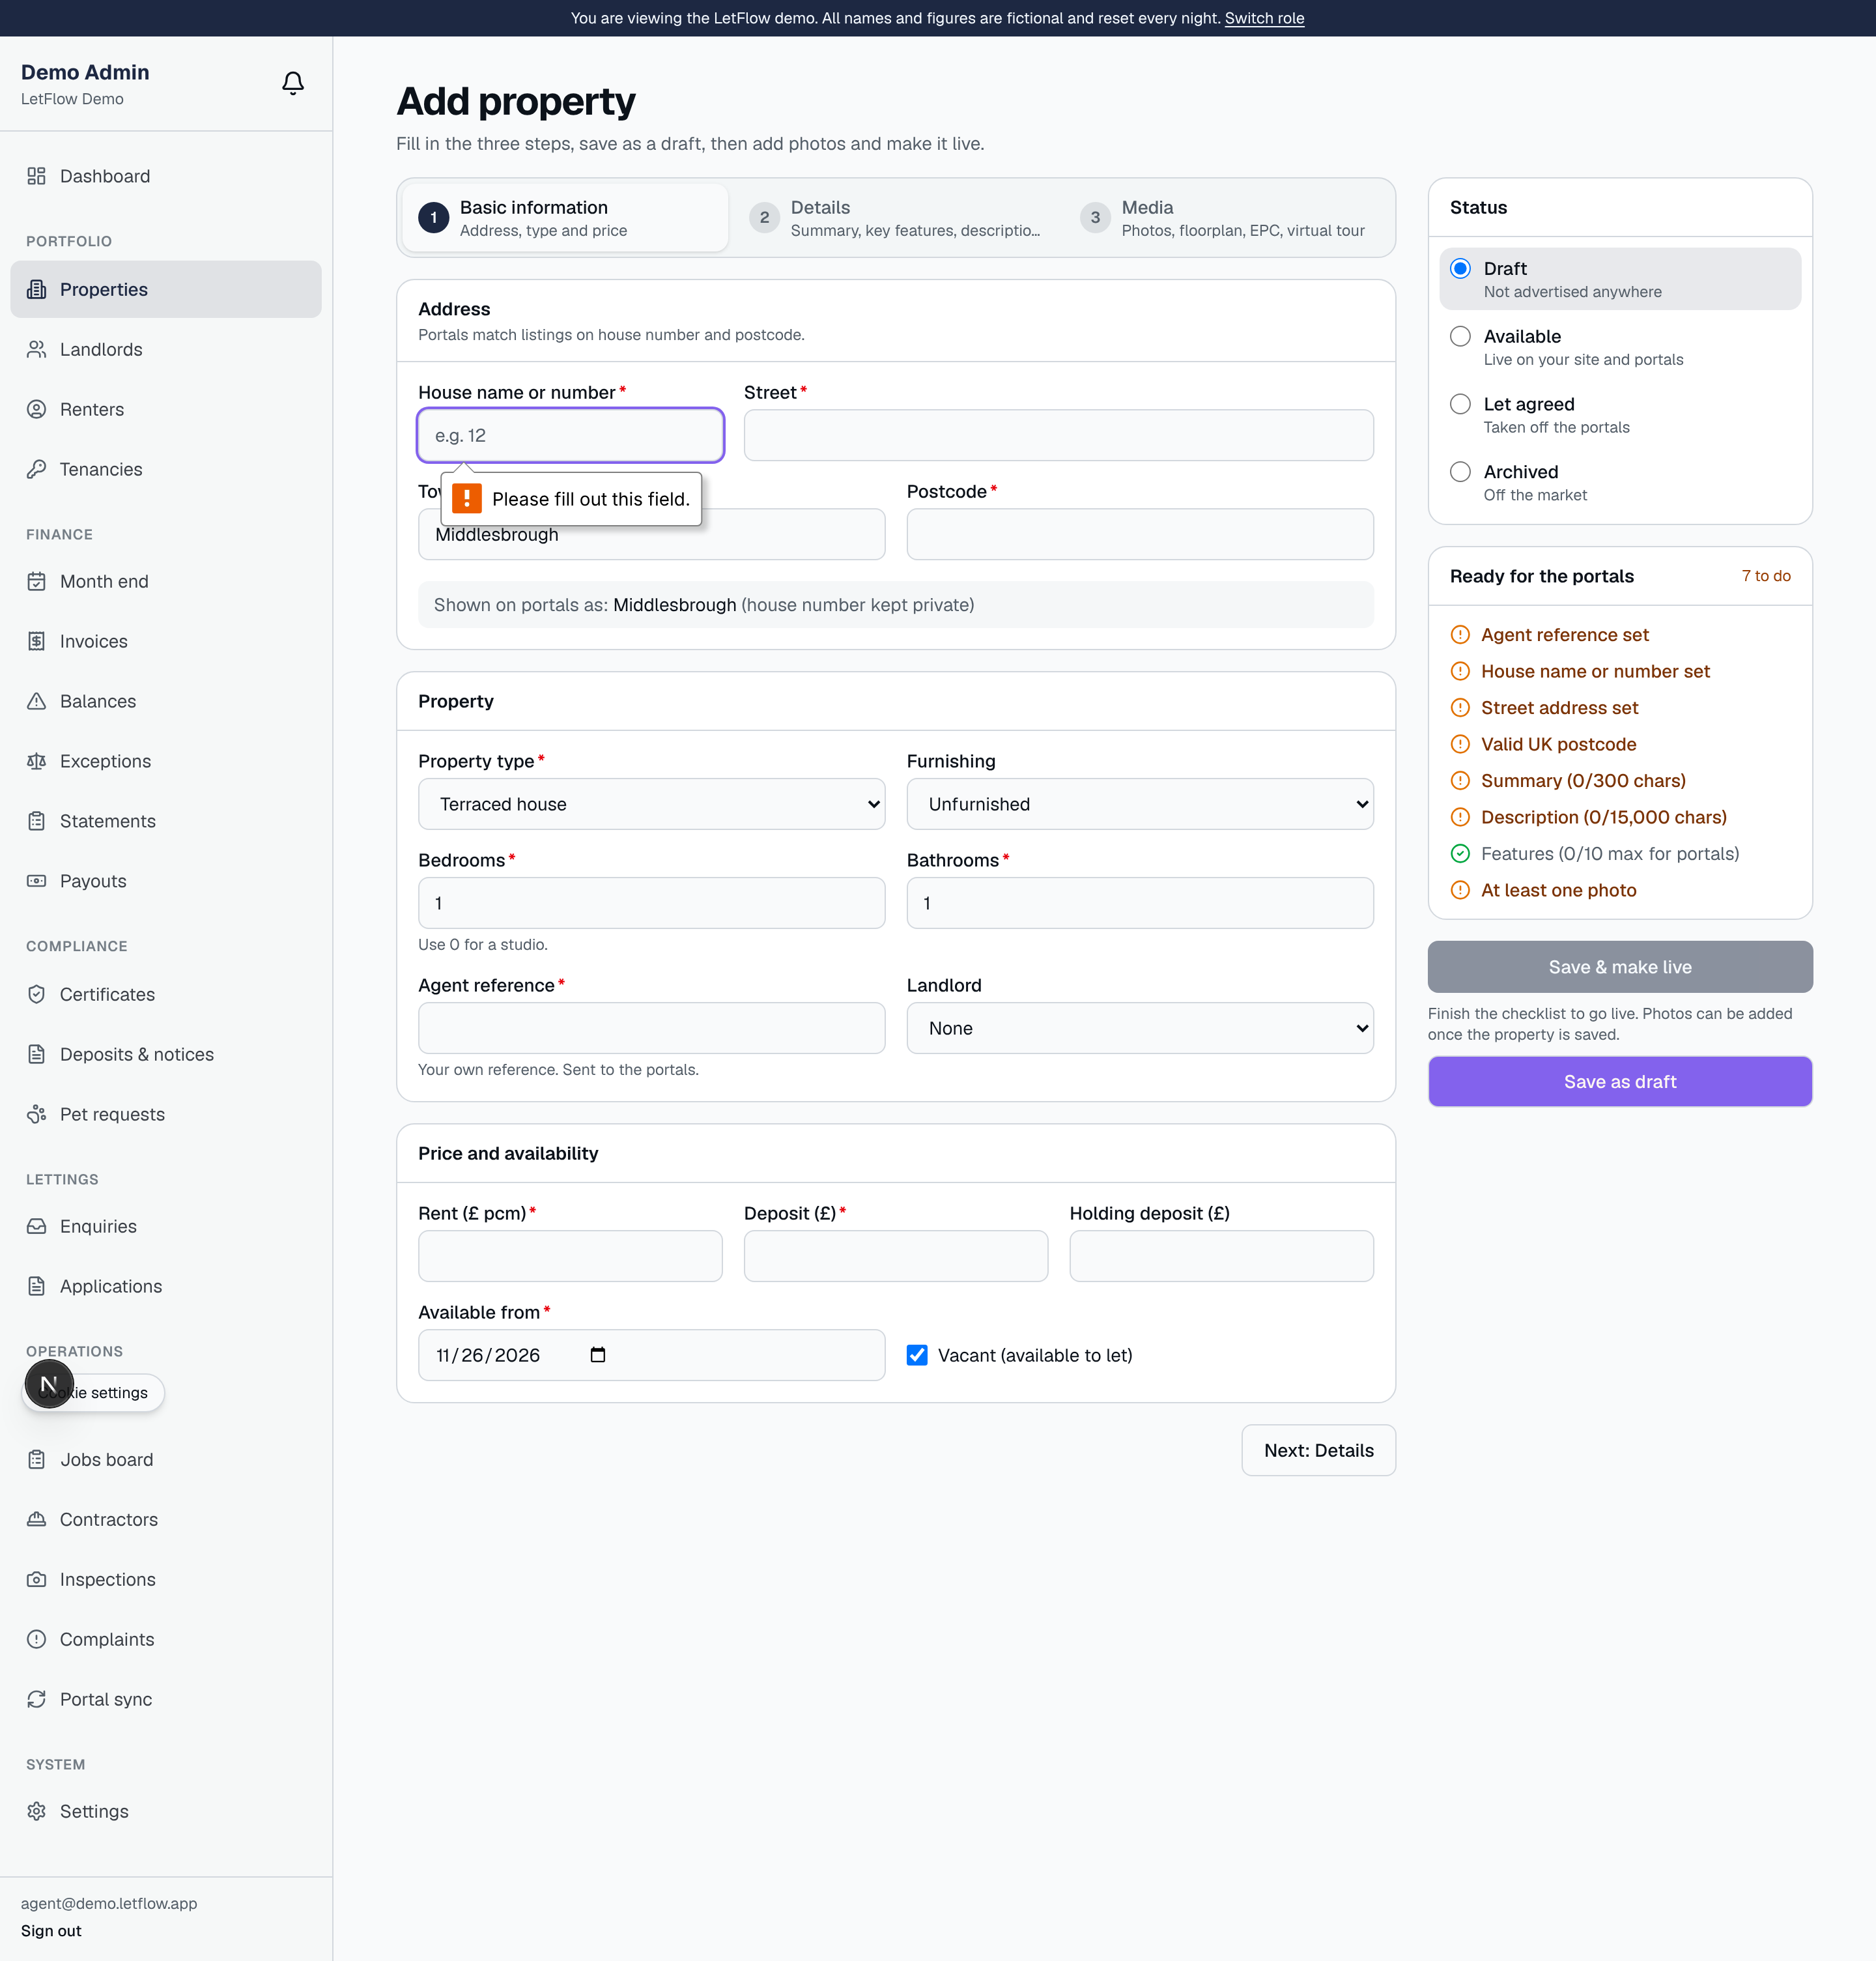 You are viewing the LetFlow demo. All names and figures are fictional and reset every night. Switch role
Demo Admin
LetFlow Demo
Dashboard
PORTFOLIO
Properties
Landlords
Renters
Tenancies
FINANCE
Month end
Invoices
Balances
Exceptions
Statements
Payouts
COMPLIANCE
Certificates
Deposits & notices
Pet requests
LETTINGS
Enquiries
Applications
OPERATIONS
N
kie settings
Jobs board
Contractors
Inspections
Complaints
Portal sync
SYSTEM
Settings
agent@demo.letflow.app
Sign out
Add property
Fill in the three steps, save as a draft, then add photos and make it live.
1
Basic information
Address, type and price
2
Details
Summary, key features, descriptio…
3
Media
Photos, floorplan, EPC, virtual tour
Address
Portals match listings on house number and postcode.
House name or number*
e.g. 12
Street*
Please fill out this field.
Middlesbrough
Postcode*
Shown on portals as: Middlesbrough (house number kept private)
Property
Property type*
Terraced house
Furnishing
Unfurnished
Bedrooms*
1
Use 0 for a studio.
Bathrooms*
1
Agent reference*
Your own reference. Sent to the portals.
Landlord
None
Price and availability
Rent (£ pcm)*
Deposit (£)*
Holding deposit (£)
Available from*
11/26/2026
Vacant (available to let)
Next: Details
Status
Draft
Not advertised anywhere
Available
Live on your site and portals
Let agreed
Taken off the portals
Archived
Off the market
Ready for the portals
7 to do
Agent reference set
House name or number set
Street address set
Valid UK postcode
Summary (0/300 chars)
Description (0/15,000 chars)
Features (0/10 max for portals)
At least one photo
Save & make live
Finish the checklist to go live. Photos can be added
once the property is saved.
Save as draft